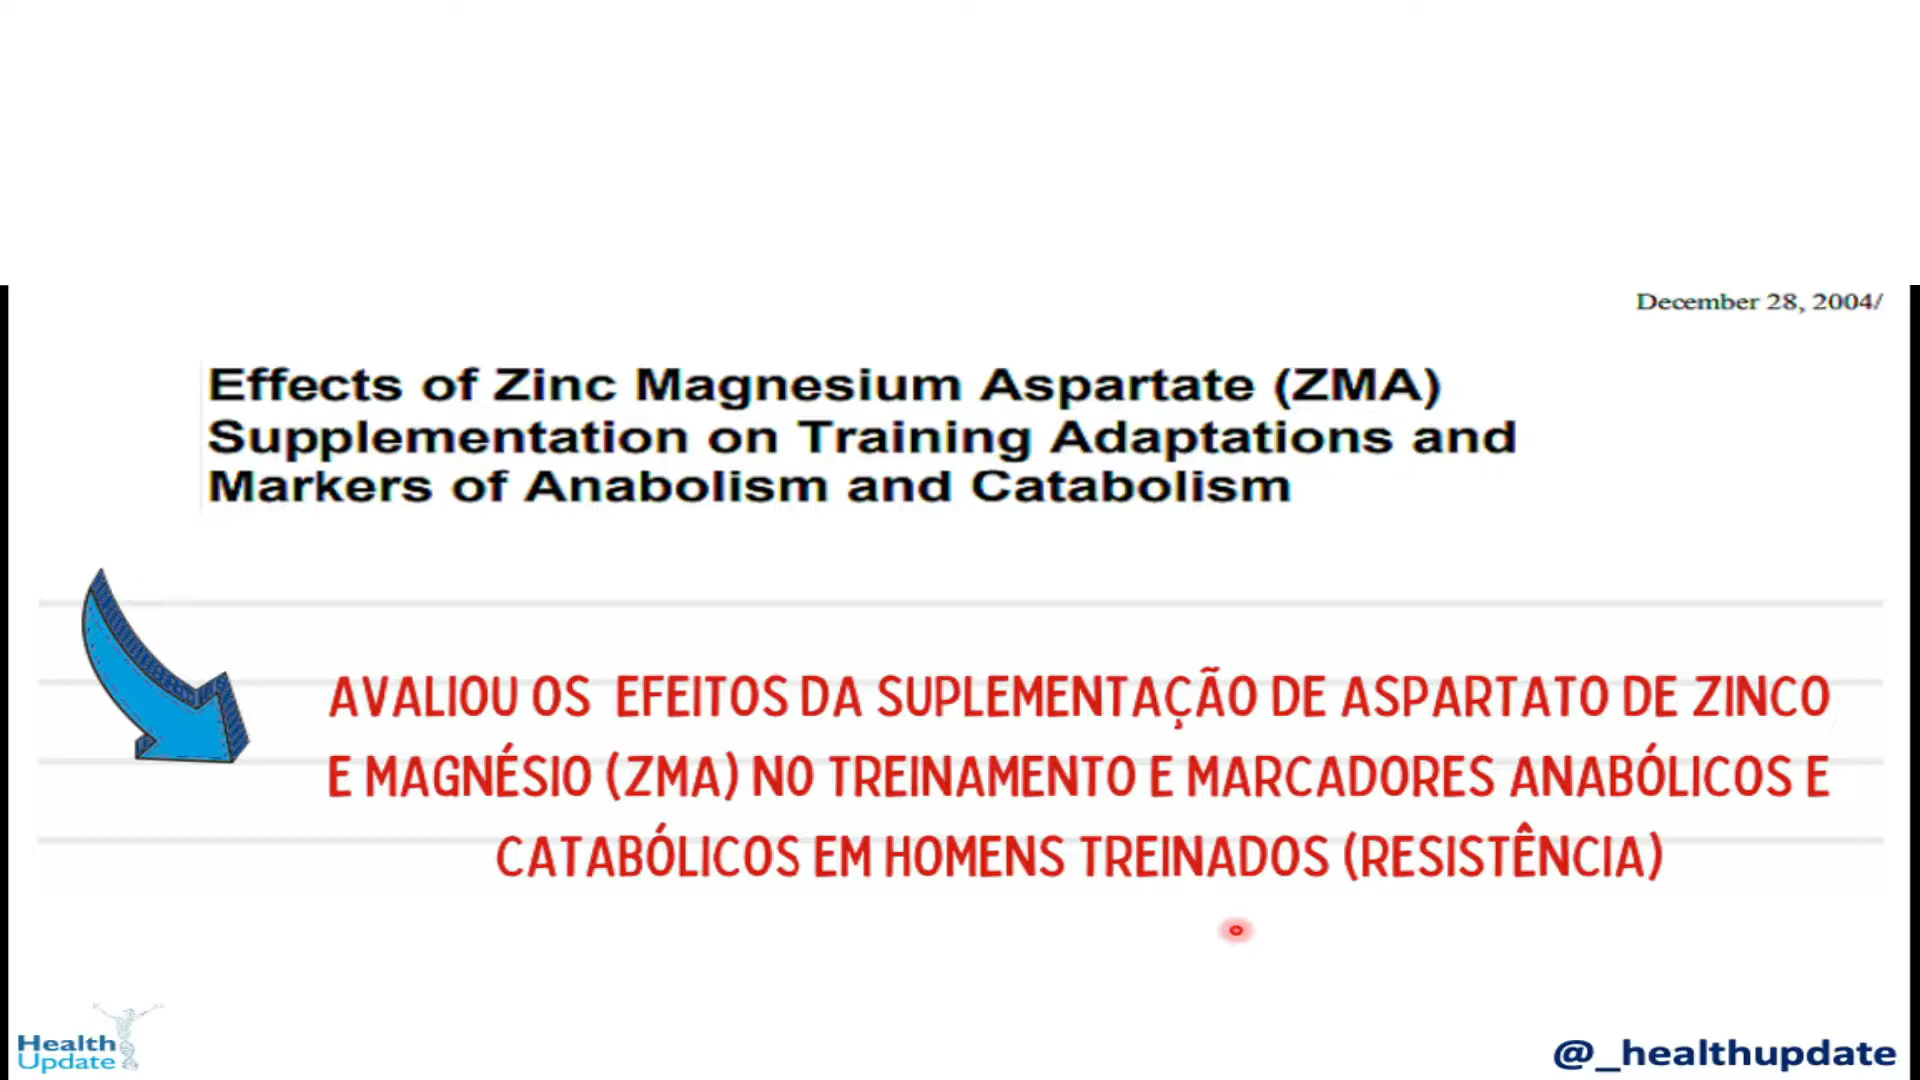 December 28, 2004/
Effects of Zinc Magnesium Aspartate (ZMA)
Supplementation on Training Adaptations and
Markers of Anabolism and Catabolism
AVALIOU OS EFEITOS DA SUPLEMENTAÇÃO DE ASPARTATO DE ZINCO
E MAGNÉSIO (ZMA) NO TREINAMENTO E MARCADORES ANABÓLICOS E
CATABÓLICOS EM HOMENS TREINADOS (RESISTÊNCIA)
Health
Update
@_healthupdate